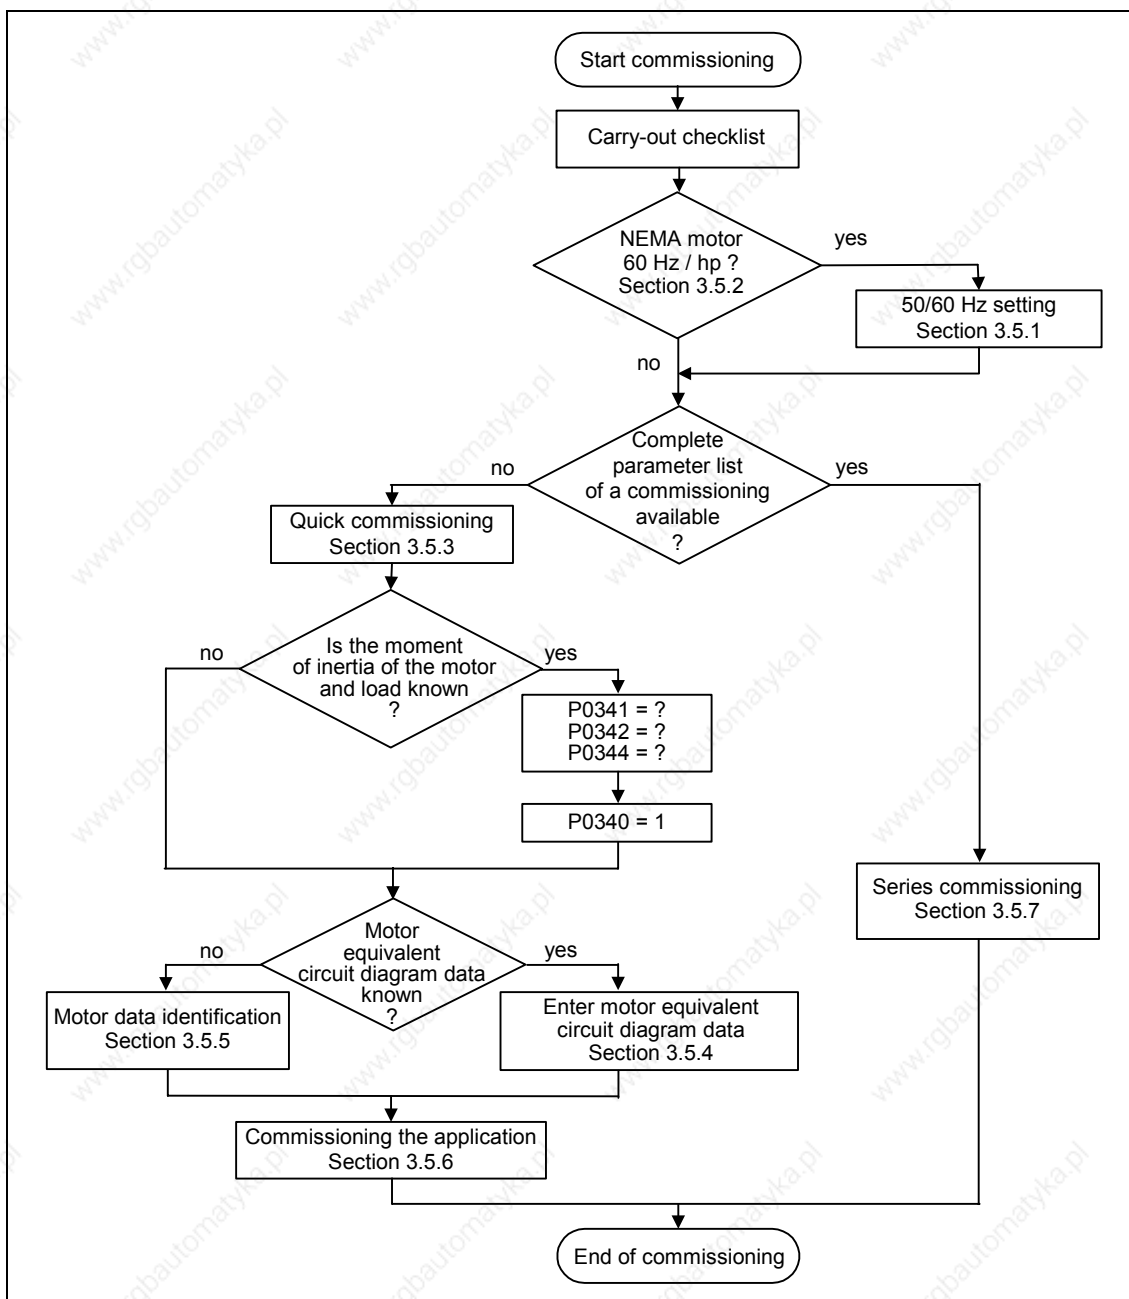 Start commissioning
Carry-out checklist
NEMA motor
60 Hz / hp ?
Section 3.5.2
yes
50/60 Hz setting
Section 3.5.1
no
Complete
parameter list
of a commissioning
available
?
no
yes
Quick commissioning
Section 3.5.3
Is the moment
of inertia of the motor
and load known
?
no
yes
P0341 = ?
P0342 = ?
P0344 = ?
P0340 = 1
Series commissioning
Section 3.5.7
Motor
equivalent
circuit diagram data
known
?
no
yes
Motor data identification
Section 3.5.5
Enter motor equivalent
circuit diagram data
Section 3.5.4
Commissioning the application
Section 3.5.6
End of commissioning
www.rgbautomatyka.pl